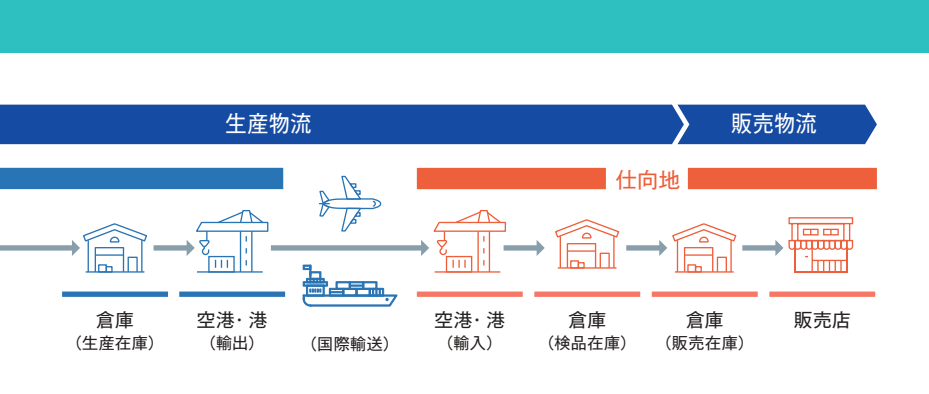 生産物流
販売物流
仕向地
倉庫
（生産在庫）
空港・港
（輸出）
（国際輸送）
空港・港
（輸入）
倉庫
（検品在庫）
倉庫
（販売在庫）
販売店